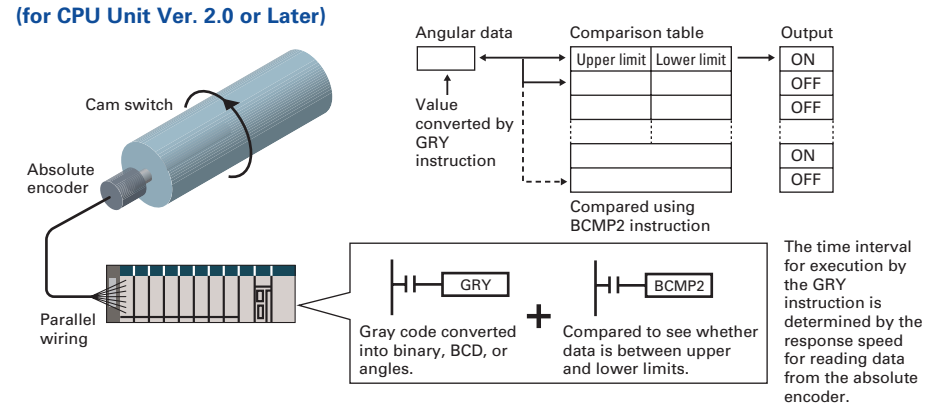 (for CPU Unit Ver. 2.0 or Later)
Cam switch
Absolute
encoder
Parallel
wiring
Angular data
Value
converted by
GRY
instruction
Comparison table
Upper limit Lower limit
Compared using
BCMP2 instruction
Output
ON
OFF
OFF
ON
OFF
GRY
Gray code converted
into binary, BCD, or
angles.
+
BCMP2
Compared to see whether
data is between upper
and lower limits.
The time interval
for execution by
the GRY
instruction is
determined by the
response speed
for reading data
from the absolute
encoder.